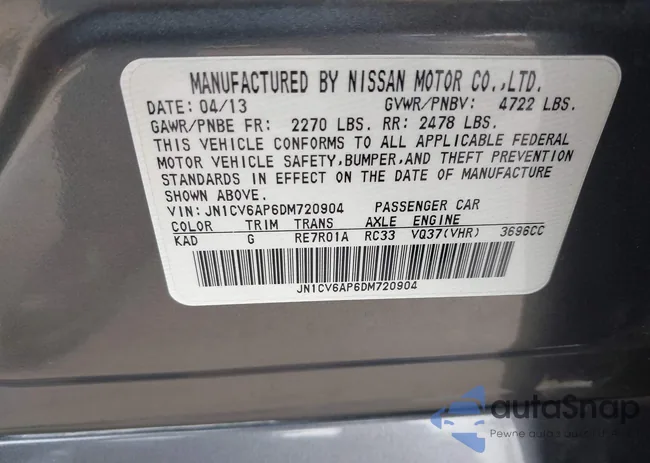 MANUFACTURED BY NISSAN MOTOR CO.,LTD.
DATE: 04/13 GVWR/PNBV: 4722 LBS.
GAWR/PNBE FR: 2270 LBS. RR: 2478 LBS.
THIS VEHICLE CONFORMS TO ALL APPLICABLE FEDERAL
MOTOR VEHICLE SAFETY,BUMPER,AND THEFT PREVENTION
STANDARDS IN EFFECT ON THE DATE OF MANUFACTURE
SHOWN ABOVE.
VIN: JN1CV6AP6DM720904 PASSENGER CAR
COLOR TRIM TRANS AXLE ENGINE
KAD G RE7R01A RC33 VQ37(VHR) 3696CC
JN1CV6AP6DM720904
autaSnap
Pewne auta